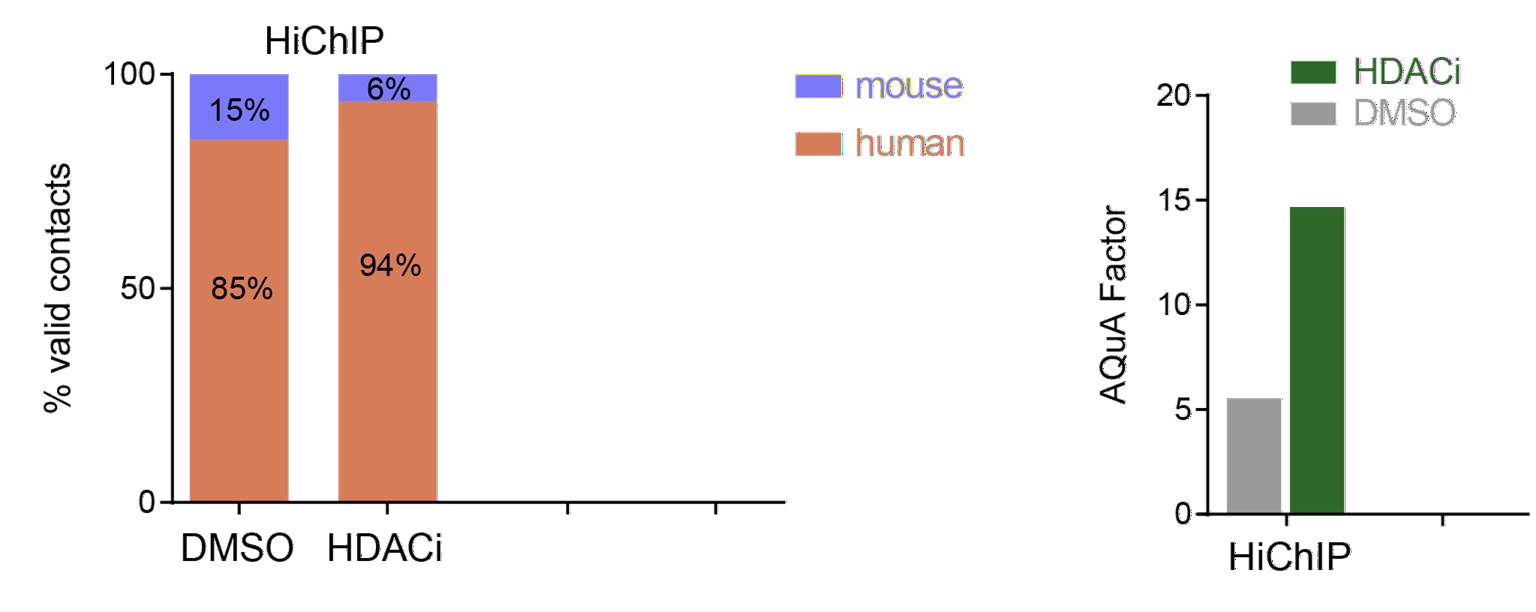 HiChIP
% valid contacts
100
50
0
15%
85%
6%
94%
DMSO
HDACi
mouse
human
AQuA Factor
20
15
10
5
0
HDACi
DMSO
HiChIP